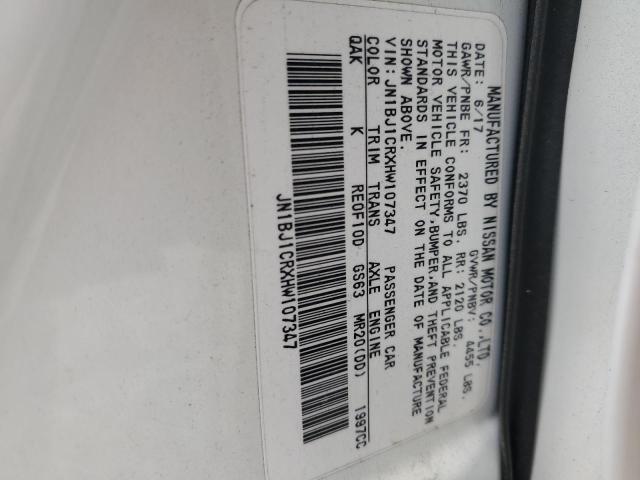 MANUFACTURED BY NISSAN MOTOR CO.,LTD.
DATE: 6/17 GVWR/PNBV: 4455 LBS.
GAWR/PNBE FR: 2370 LBS. RR: 2120 LBS.
THIS VEHICLE CONFORMS TO ALL APPLICABLE FEDERAL
MOTOR VEHICLE SAFETY,BUMPER,AND THEFT PREVENTION
STANDARDS IN EFFECT ON THE DATE OF MANUFACTURE
SHOWN ABOVE.
VIN: JN1BJ1CRXHW107347 PASSENGER CAR
COLOR TRIM TRANS AXLE ENGINE
QAK K RE0F10D GS63 MR20(DD) 1997CC
JN1BJ1CRXHW107347